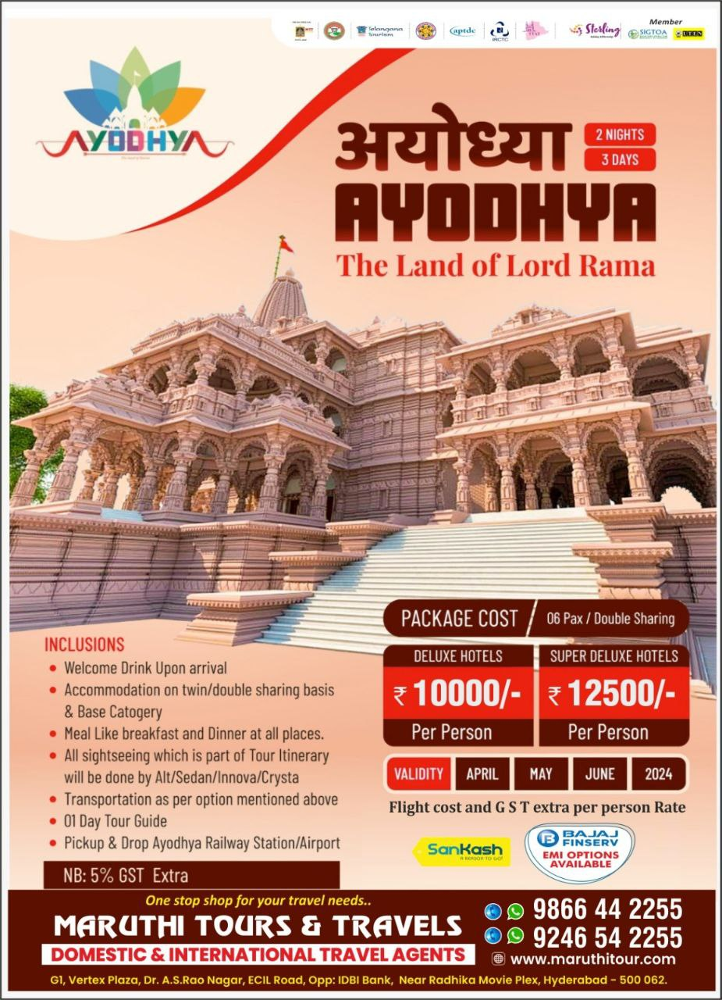 Member
Telangana
Tourism
aptdc
IRCTC
Sterling
SIGTOA
AYODHYA
अयोध्या
2 NIGHTS
3 DAYS
AYODHYA
The Land of Lord Rama
PACKAGE COST / 06 Pax / Double Sharing
DELUXE HOTELS
₹ 10000/-
Per Person
SUPER DELUXE HOTELS
₹ 12500/-
Per Person
VALIDITY APRIL MAY JUNE 2024
Flight cost and G S T extra per person Rate
SanKash
A REASON TO GO!
BAJAJ
FINSERV
EMI OPTIONS
AVAILABLE
INCLUSIONS
• Welcome Drink Upon arrival
• Accommodation on twin/double sharing basis
& Base Catogery
• Meal Like breakfast and Dinner at all places.
• All sightseeing which is part of Tour Itinerary
will be done by Alt/Sedan/Innova/Crysta
• Transportation as per option mentioned above
• 01 Day Tour Guide
• Pickup & Drop Ayodhya Railway Station/Airport
NB: 5% GST Extra
One stop shop for your travel needs..
MARUTHI TOURS & TRAVELS
DOMESTIC & INTERNATIONAL TRAVEL AGENTS
9866 44 2255
9246 54 2255
www.maruthitour.com
G1, Vertex Plaza, Dr. A.S.Rao Nagar, ECIL Road, Opp: IDBI Bank, Near Radhika Movie Plex, Hyderabad - 500 062.